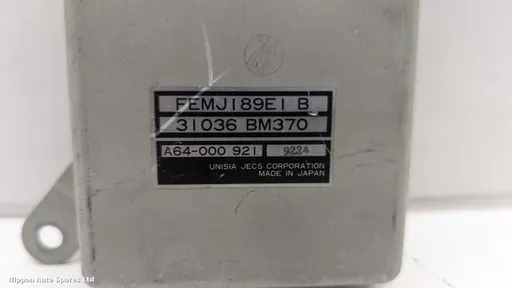 FEMJ189E1 B
31036 BM370
A64-000 921 9224
UNISIA JECS CORPORATION
MADE IN JAPAN
Nippon Auto Spares Ltd